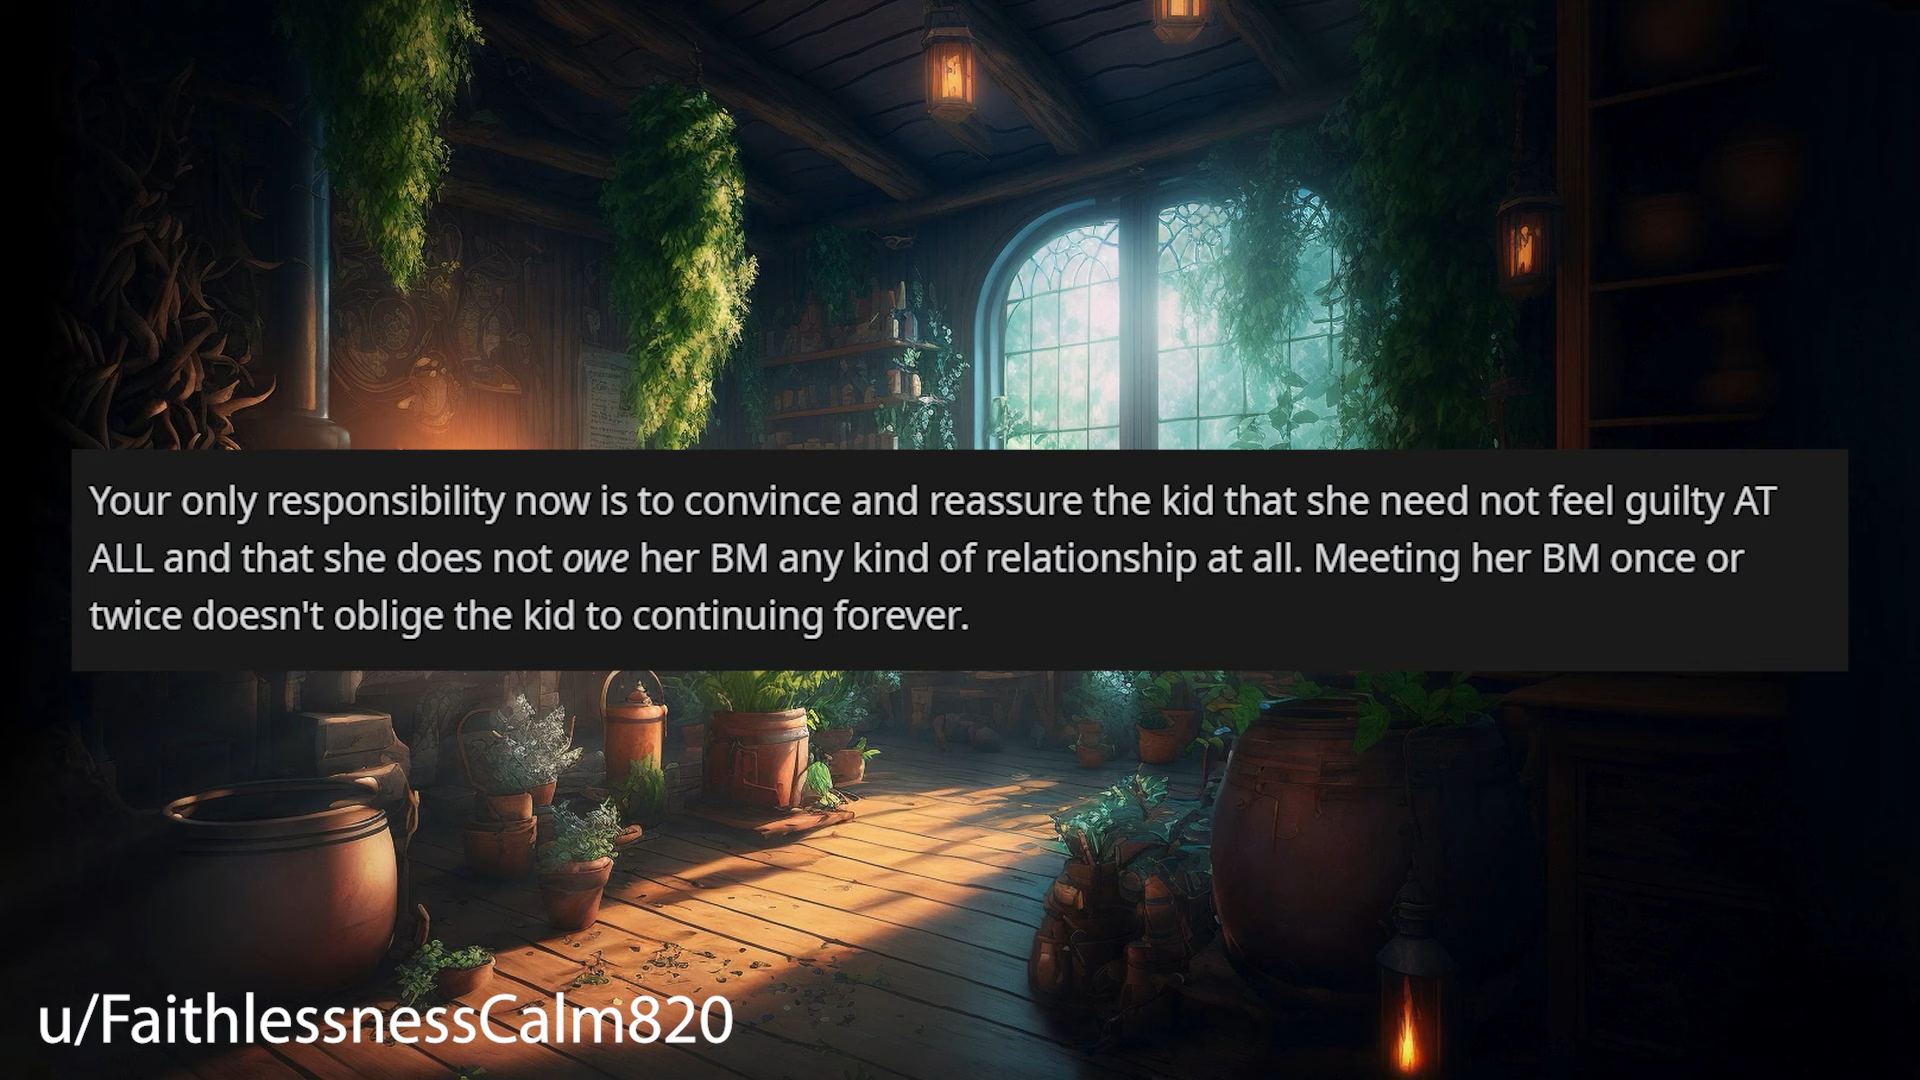 Your only responsibility now is to convince and reassure the kid that she need not feel guilty AT
ALL and that she does not owe her BM any kind of relationship at all. Meeting her BM once or
twice doesn't oblige the kid to continuing forever.
u/FaithlessnessCalm820